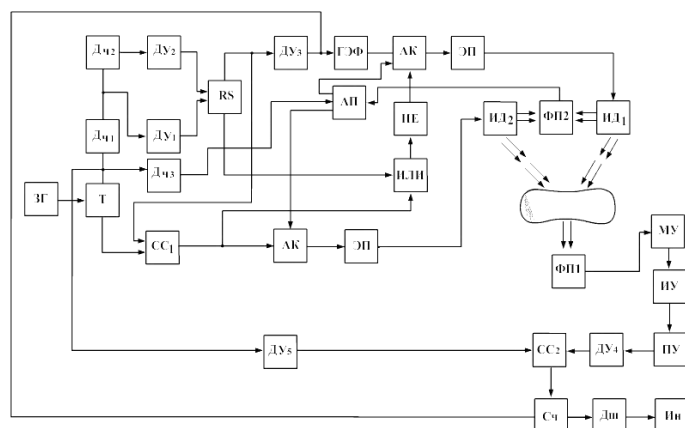 Дч2
ДУ2
ДУ3
ГЭФ
АК
ЭП
RS
АП
НЕ
ИД2
ФП2
ИД1
Дч1
ДУ1
Дч3
ИЛИ
ЗГ
Т
СС1
АК
ЭП
МУ
ФП1
ИУ
ДУ5
СС2
ДУ4
ПУ
Сч
Дш
Ин